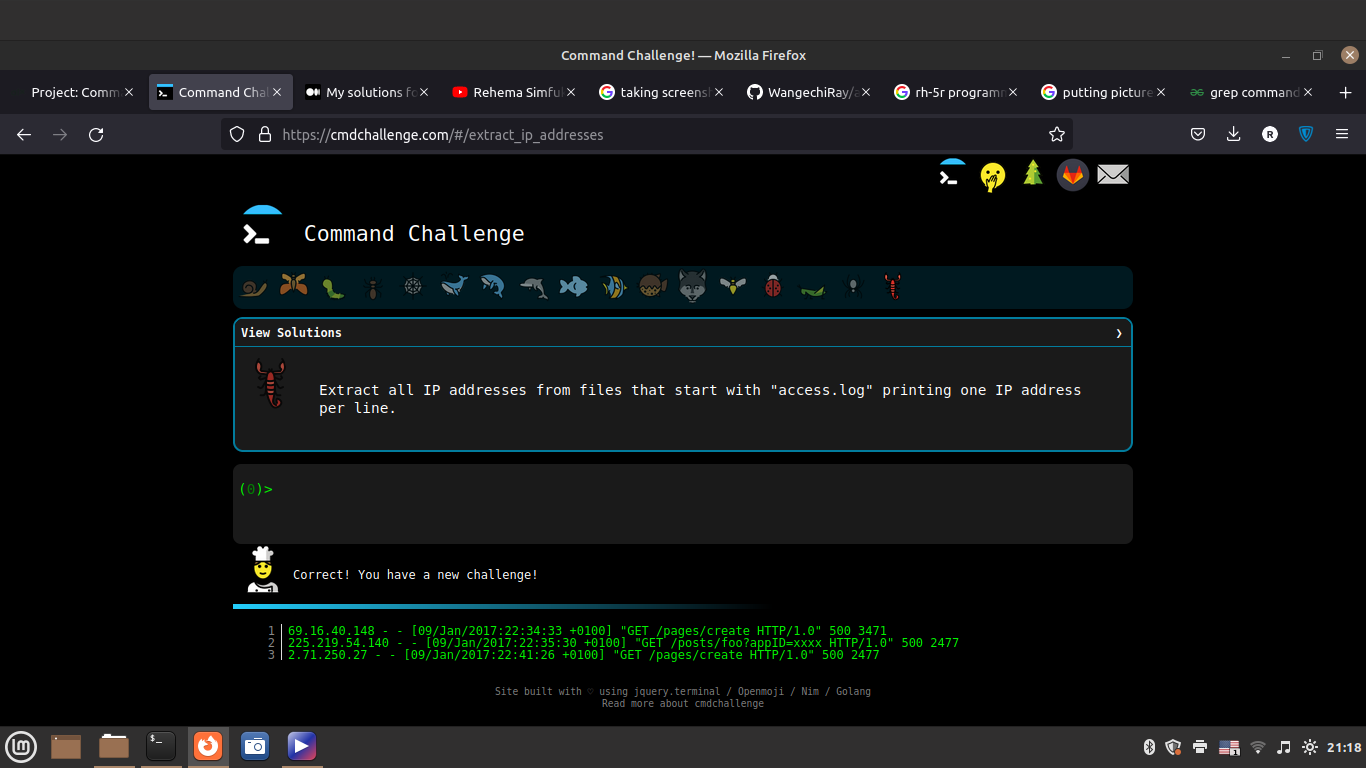 Command Challenge! — Mozilla Firefox
Project: Comm
Command Chal
My solutions fo
Rehema Simful
taking screensh
WangechiRay/a
rh-5r programm
putting picture
grep command
https://cmdchallenge.com/#/extract_ip_addresses
R
Command Challenge
View Solutions
Extract all IP addresses from files that start with "access.log" printing one IP address
per line.
(0)>
Correct! You have a new challenge!
1 69.16.40.148 - - [09/Jan/2017:22:34:33 +0100] "GET /pages/create HTTP/1.0" 500 3471
2 225.219.54.140 - - [09/Jan/2017:22:35:30 +0100] "GET /posts/foo?appID=xxxx HTTP/1.0" 500 2477
3 2.71.250.27 - - [09/Jan/2017:22:41:26 +0100] "GET /pages/create HTTP/1.0" 500 2477
Site built with ♡ using jquery.terminal / Openmoji / Nim / Golang
Read more about cmdchallenge
$_
1
21:18